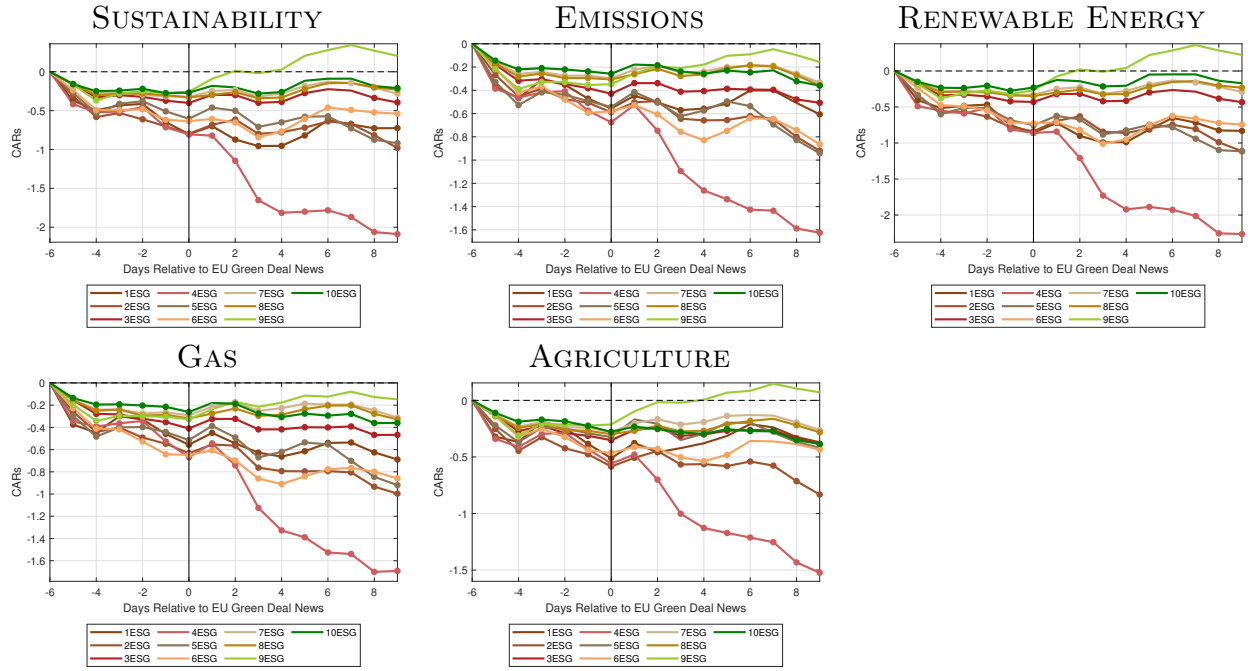 SUSTAINABILITY
0
-0.5
-1
-1.5
-2
CARs
-6 -4 -2 0 2 4 6 8
Days Relative to EU Green Deal News
1ESG 4ESG 7ESG 10ESG
2ESG 5ESG 8ESG
3ESG 6ESG 9ESG
EMISSIONS
0
-0.2
-0.4
-0.6
-0.8
-1
-1.2
-1.4
-1.6
CARs
-6 -4 -2 0 2 4 6 8
Days Relative to EU Green Deal News
1ESG 4ESG 7ESG 10ESG
2ESG 5ESG 8ESG
3ESG 6ESG 9ESG
RENEWABLE ENERGY
0
-0.5
-1
-1.5
-2
CARs
-6 -4 -2 0 2 4 6 8
Days Relative to EU Green Deal News
1ESG 4ESG 7ESG 10ESG
2ESG 5ESG 8ESG
3ESG 6ESG 9ESG
GAS
0
-0.2
-0.4
-0.6
-0.8
-1
-1.2
-1.4
-1.6
CARs
-6 -4 -2 0 2 4 6 8
Days Relative to EU Green Deal News
1ESG 4ESG 7ESG 10ESG
2ESG 5ESG 8ESG
3ESG 6ESG 9ESG
AGRICULTURE
0
-0.5
-1
-1.5
CARs
-6 -4 -2 0 2 4 6 8
Days Relative to EU Green Deal News
1ESG 4ESG 7ESG 10ESG
2ESG 5ESG 8ESG
3ESG 6ESG 9ESG